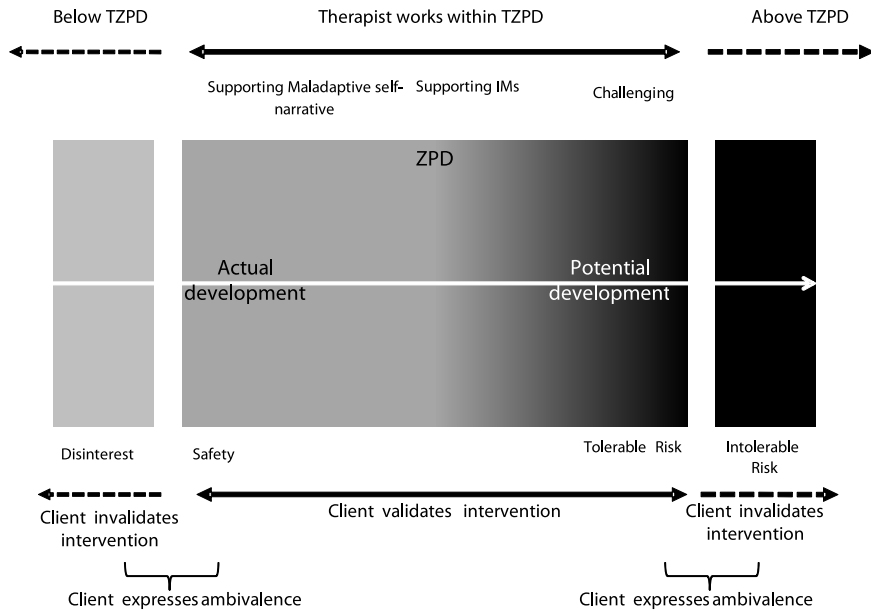 Below TZPD
Therapist works within TZPD
Above TZPD
Supporting Maladaptive self-
narrative
Supporting IMs
Challenging
ZPD
Actual
development
Potential
development
Disinterest
Safety
Tolerable Risk
Intolerable
Risk
Client invalidates
intervention
Client validates intervention
Client invalidates
intervention
Client expresses ambivalence
Client expresses ambivalence